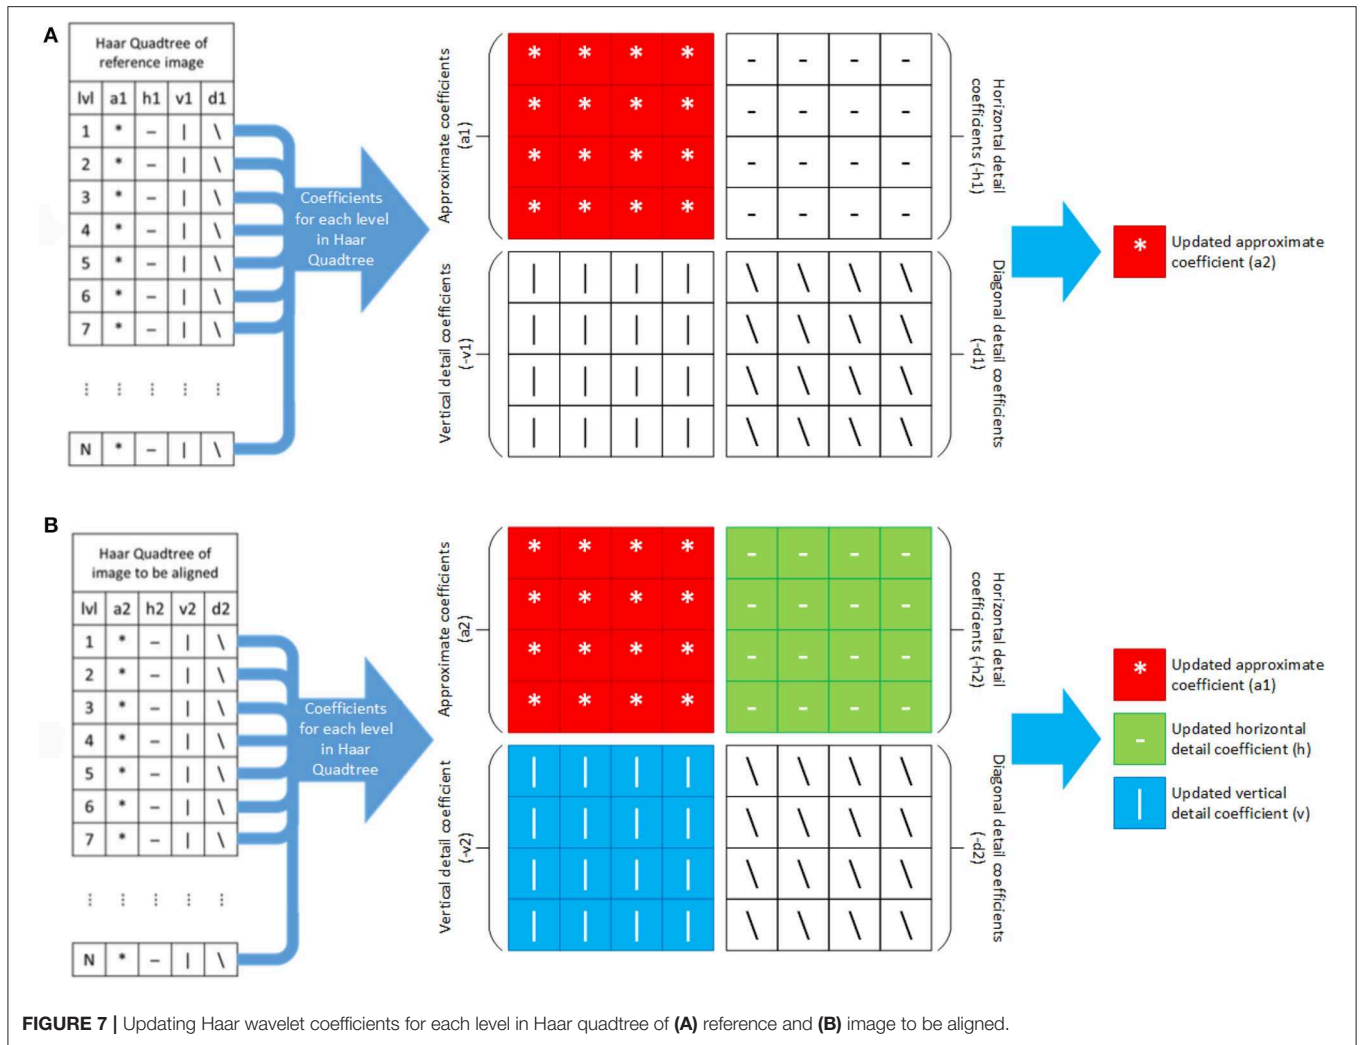 A
Haar Quadtree of
reference image
lvl a1 h1 v1 d1
1 * – | \
2 * – | \
3 * – | \
4 * – | \
5 * – | \
6 * – | \
7 * – | \
⋮ ⋮ ⋮ ⋮ ⋮
N * – | \
Coefficients
for each level
in Haar
Quadtree
Approximate coefficients
(a1)
* * * *
* * * *
* * * *
* * * *
- - - -
- - - -
- - - -
- - - -
Horizontal detail
coefficients (-h1)
Vertical detail coefficients
(-v1)
| | | |
| | | |
| | | |
| | | |
\ \ \ \
\ \ \ \
\ \ \ \
\ \ \ \
Diagonal detail coefficients
(-d1)
* Updated approximate
coefficient (a2)
B
Haar Quadtree of
image to be aligned
lvl a2 h2 v2 d2
1 * – | \
2 * – | \
3 * – | \
4 * – | \
5 * – | \
6 * – | \
7 * – | \
⋮ ⋮ ⋮ ⋮ ⋮
N * – | \
Coefficients
for each level
in Haar
Quadtree
Approximate coefficients
(a2)
* * * *
* * * *
* * * *
* * * *
- - - -
- - - -
- - - -
- - - -
Horizontal detail
coefficients (-h2)
Vertical detail coefficient
(-v2)
| | | |
| | | |
| | | |
| | | |
\ \ \ \
\ \ \ \
\ \ \ \
\ \ \ \
Diagonal detail coefficients
(-d2)
* Updated approximate
coefficient (a1)
- Updated horizontal
detail coefficient (h)
| Updated vertical
detail coefficient (v)
FIGURE 7 | Updating Haar wavelet coefficients for each level in Haar quadtree of (A) reference and (B) image to be aligned.